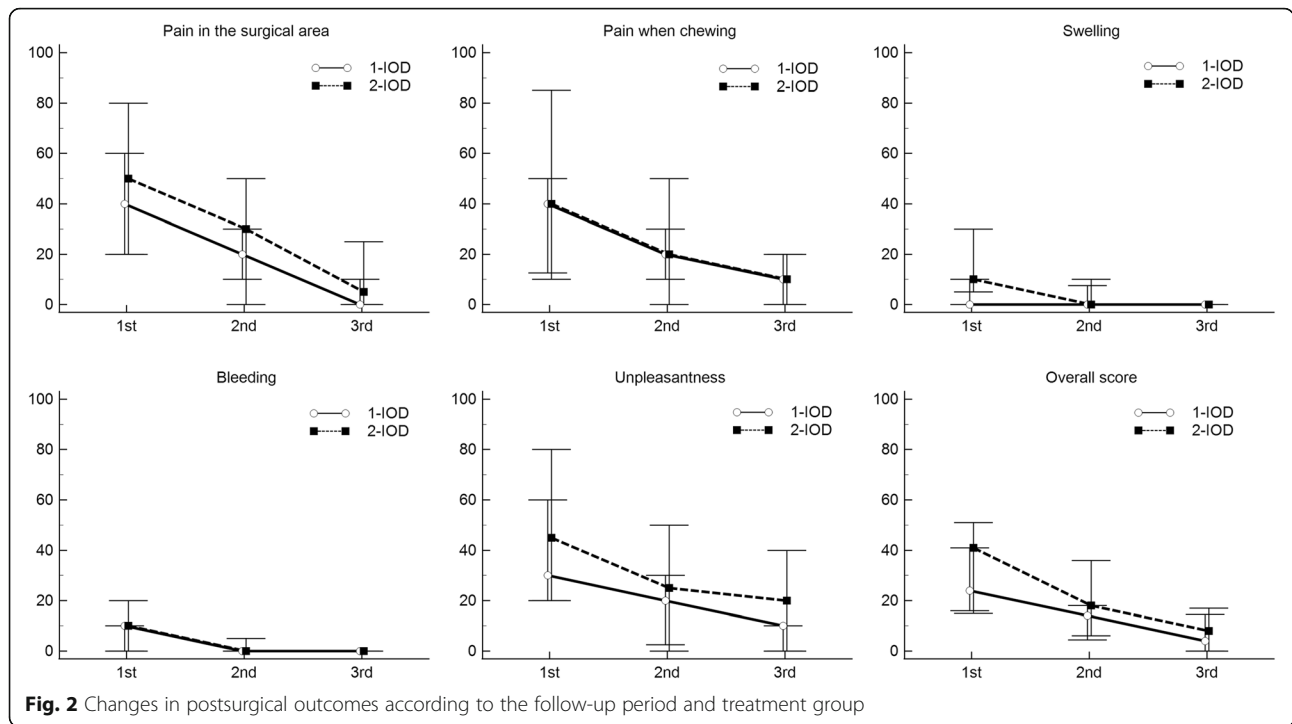 Pain in the surgical area
100
80
60
40
20
0
1-IOD
2-IOD
1st 2nd 3rd
Pain when chewing
100
80
60
40
20
0
1-IOD
2-IOD
1st 2nd 3rd
Swelling
100
80
60
40
20
0
1-IOD
2-IOD
1st 2nd 3rd
Bleeding
100
80
60
40
20
0
1-IOD
2-IOD
1st 2nd 3rd
Unpleasantness
100
80
60
40
20
0
1-IOD
2-IOD
1st 2nd 3rd
Overall score
100
80
60
40
20
0
1-IOD
2-IOD
1st 2nd 3rd
Fig. 2 Changes in postsurgical outcomes according to the follow-up period and treatment group